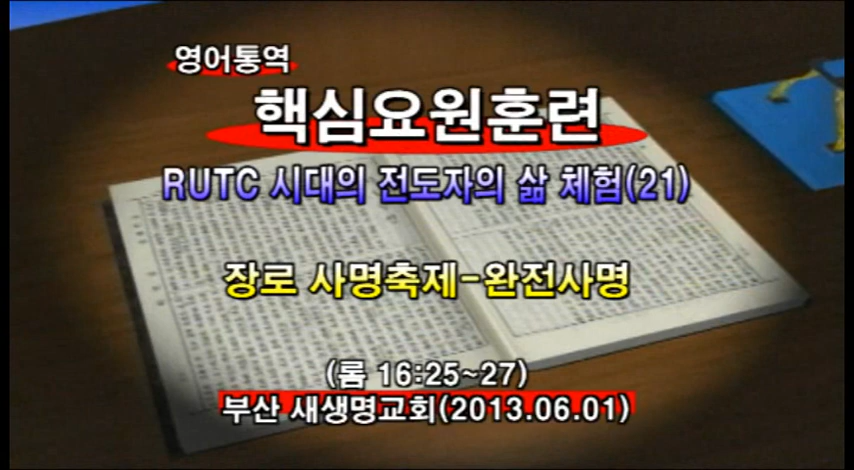 영어통역
핵심요원훈련
RUTC 시대의 전도자의 삶 체험(21)
장로 사명축제-완전사명
(롬 16:25~27)
부산 새생명교회(2013.06.01)